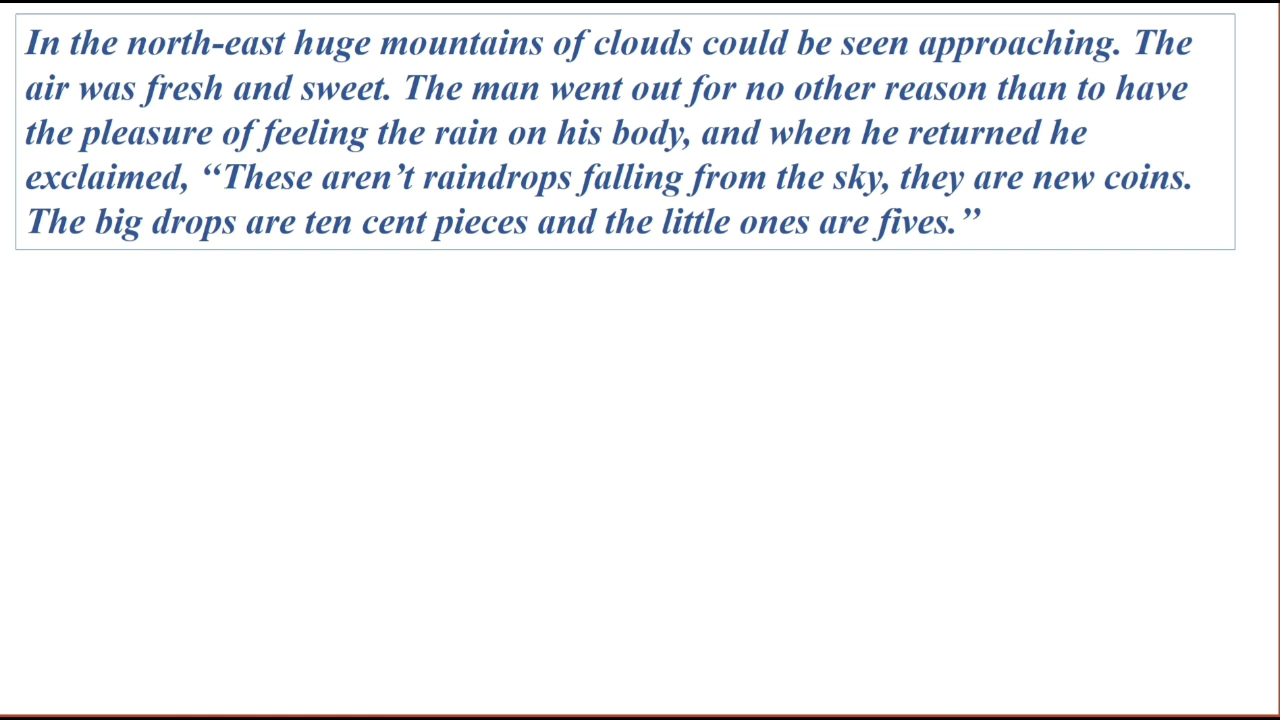 In the north-east huge mountains of clouds could be seen approaching. The
air was fresh and sweet. The man went out for no other reason than to have
the pleasure of feeling the rain on his body, and when he returned he
exclaimed, “These aren’t raindrops falling from the sky, they are new coins.
The big drops are ten cent pieces and the little ones are fives.”